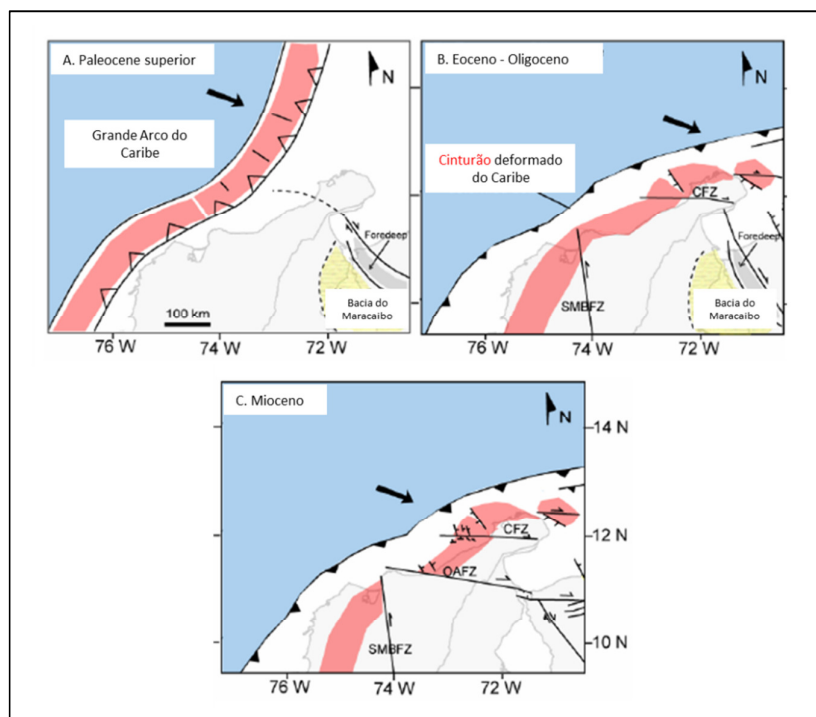 A. Paleocene superior
N
Grande Arco do
Caribe
Foredeep
Bacia do
Maracaibo
100 km
76 W
74 W
72 W
B. Eoceno - Oligoceno
N
Cinturão deformado
do Caribe
CFZ
Foredeep
SMBFZ
Bacia do
Maracaibo
76 W
74 W
72 W
C. Mioceno
N
14 N
CFZ
12 N
OAFZ
SMBFZ
10 N
76 W
74 W
72 W